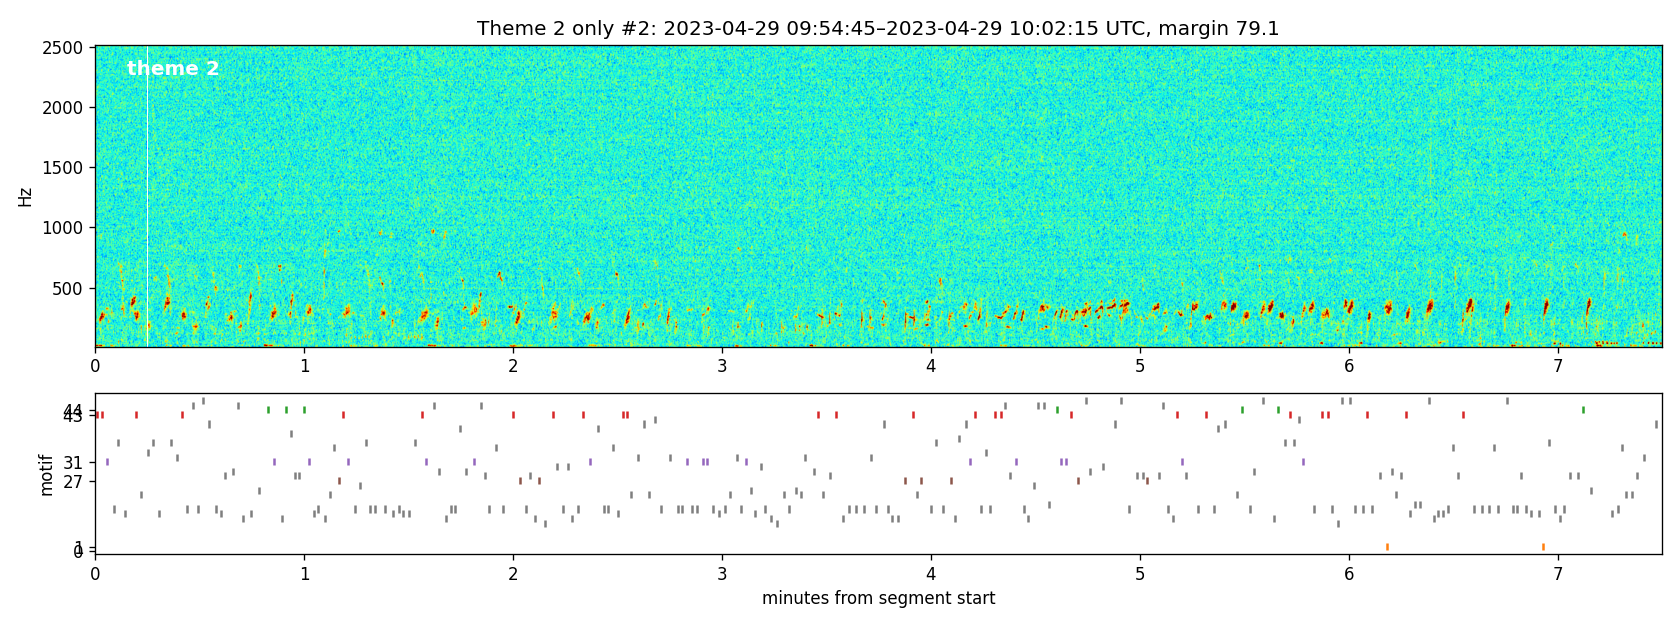 Theme 2 only #2: 2023-04-29 09:54:45–2023-04-29 10:02:15 UTC, margin 79.1
theme 2
2500
2000
1500
1000
500
Hz
0 1 2 3 4 5 6 7
44
43
31
27
1
0
motif
0 1 2 3 4 5 6 7
minutes from segment start